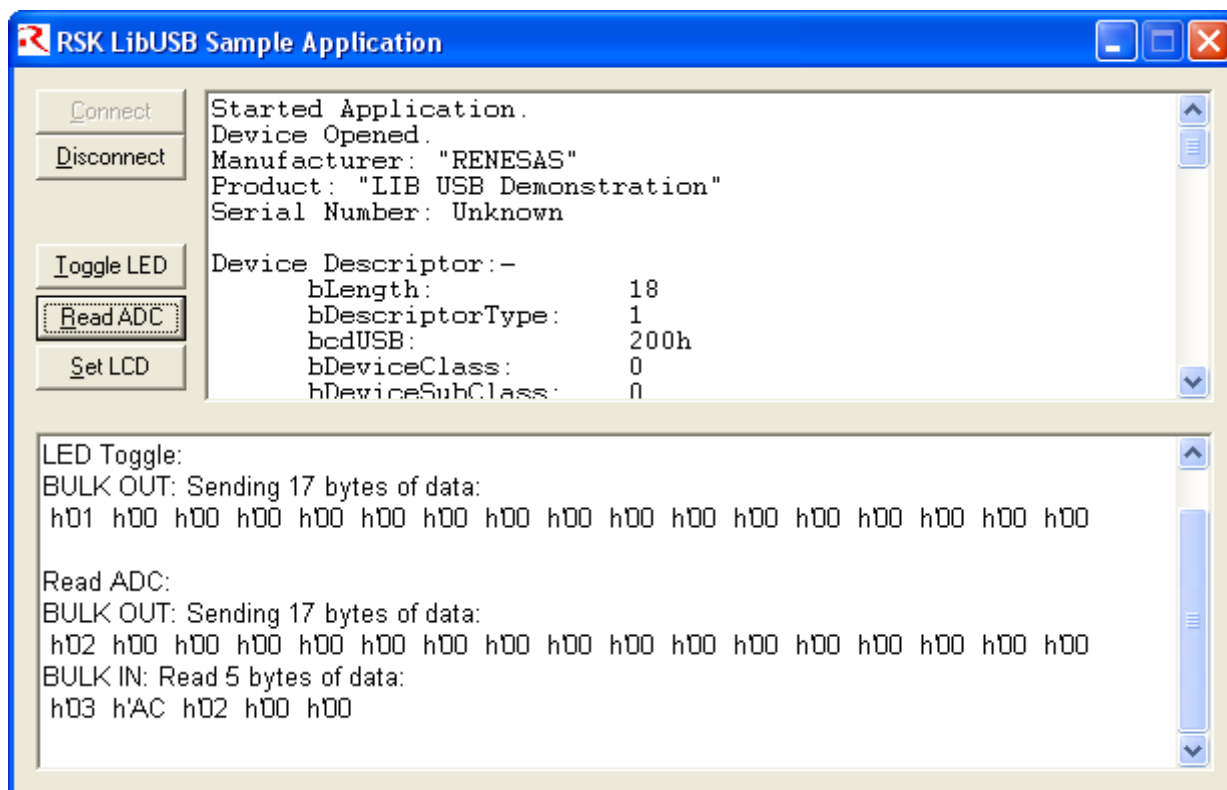 RSK LibUSB Sample Application
Connect
Disconnect
Toggle LED
Read ADC
Set LCD
Started Application.
Device Opened.
Manufacturer: "RENESAS"
Product: "LIB USB Demonstration"
Serial Number: Unknown
Device Descriptor:-
bLength: 18
bDescriptorType: 1
bcdUSB: 200h
bDeviceClass: 0
bDeviceSubClass: 0
LED Toggle:
BULK OUT: Sending 17 bytes of data:
h'01 h'00 h'00 h'00 h'00 h'00 h'00 h'00 h'00 h'00 h'00 h'00 h'00 h'00 h'00 h'00 h'00
Read ADC:
BULK OUT: Sending 17 bytes of data:
h'02 h'00 h'00 h'00 h'00 h'00 h'00 h'00 h'00 h'00 h'00 h'00 h'00 h'00 h'00 h'00 h'00
BULK IN: Read 5 bytes of data:
h'03 h'AC h'02 h'00 h'00